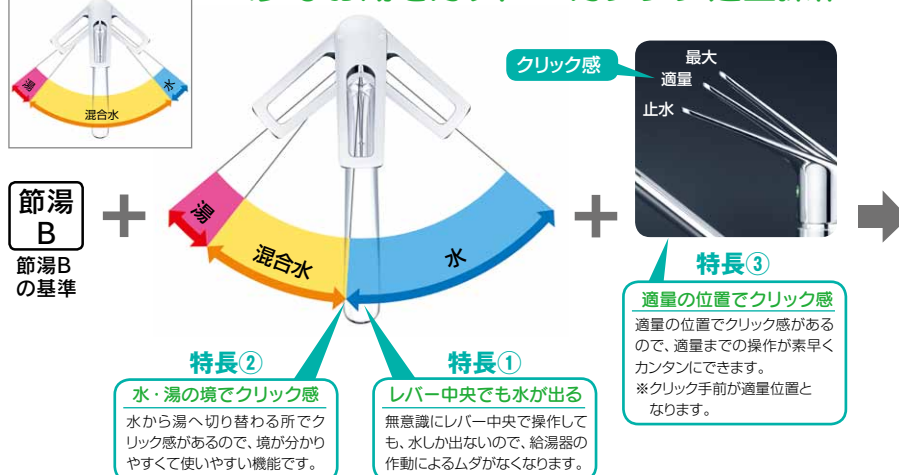 湯
混合水
水
節湯
B
節湯B
の基準
湯
混合水
水
クリック感
最大
適量
止水
特長②
水・湯の境でクリック感
水から湯へ切り替わる所でク
リック感があるので、境が分かり
やすくて使いやすい機能です。
特長①
レバー中央でも水が出る
無意識にレバー中央で操作して
も、水しか出ないので、給湯器の
作動によるムダがなくなります。
特長③
適量の位置でクリック感
適量の位置でクリック感がある
ので、適量までの操作が素早く
カンタンにできます。
※クリック手前が適量位置と
なります。